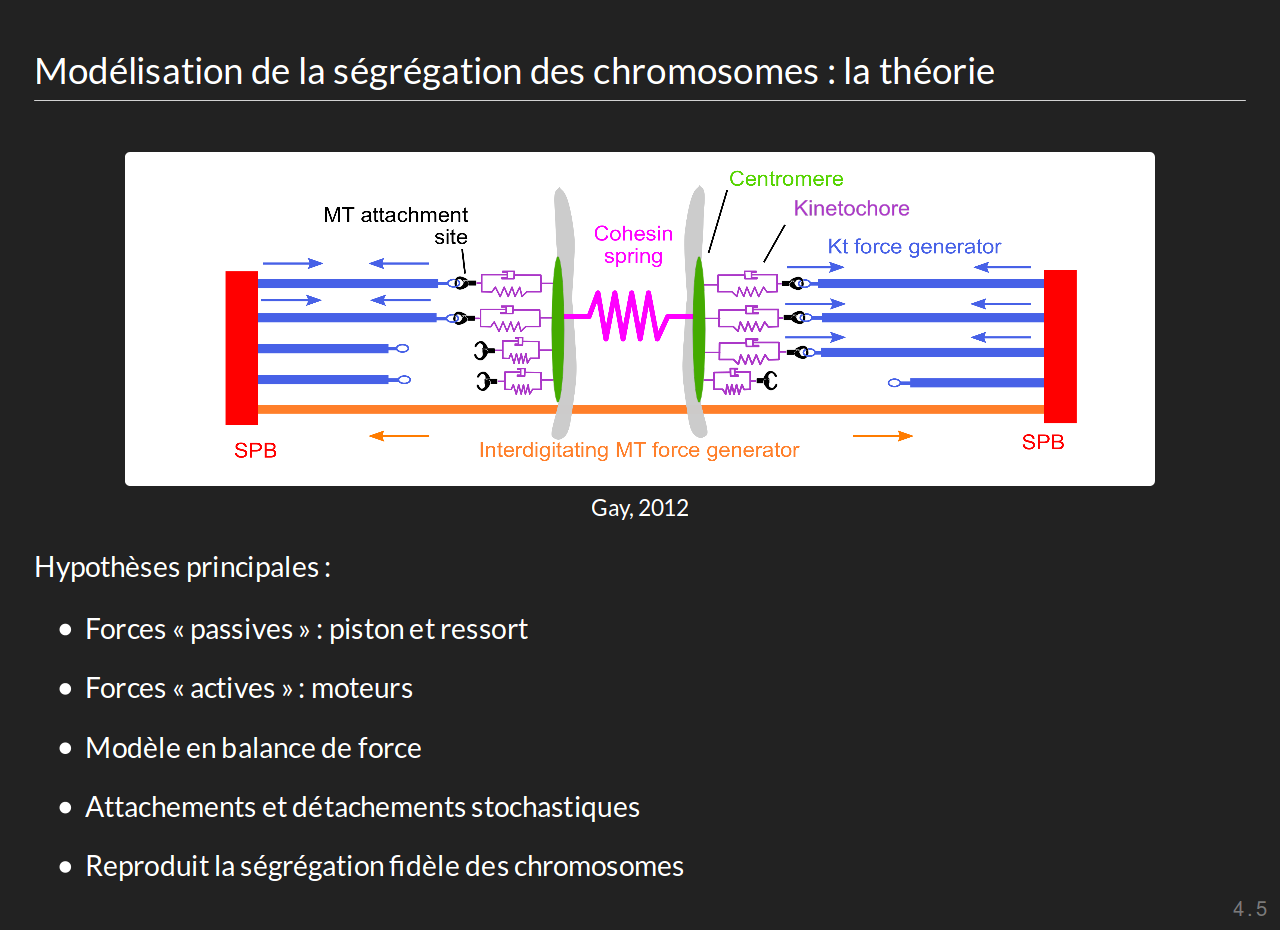 Modélisation de la ségrégation des chromosomes : la théorie
Centromere
Kinetochore
MT attachment
site
Cohesin
spring
Kt force generator
SPB
Interdigitating MT force generator
SPB
Gay, 2012
Hypothèses principales :
Forces « passives » : piston et ressort
Forces « actives » : moteurs
Modèle en balance de force
Attachements et détachements stochastiques
Reproduit la ségrégation fidèle des chromosomes
4.5